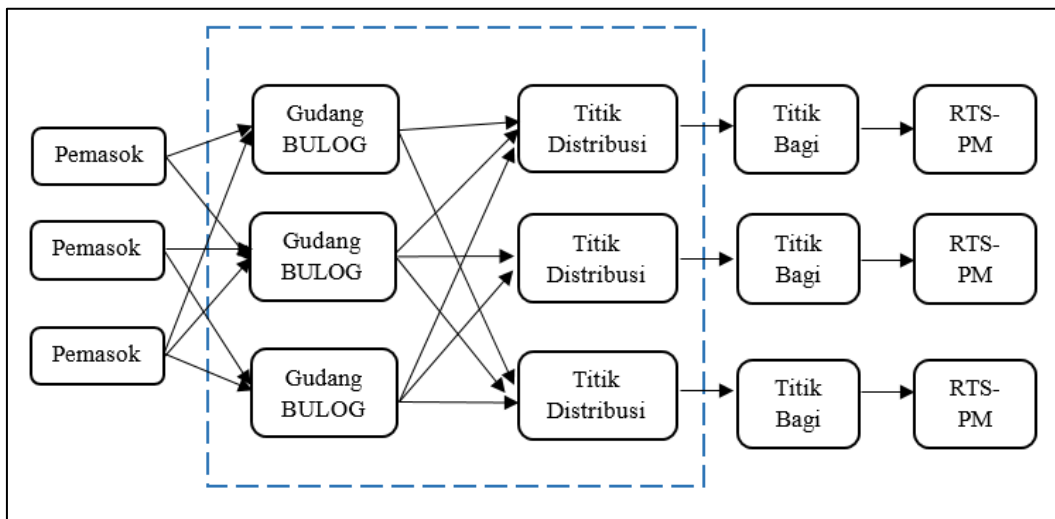 Pemasok
Pemasok
Pemasok
Gudang
BULOG
Gudang
BULOG
Gudang
BULOG
Titik
Distribusi
Titik
Distribusi
Titik
Distribusi
Titik
Bagi
Titik
Bagi
Titik
Bagi
RTS-
PM
RTS-
PM
RTS-
PM